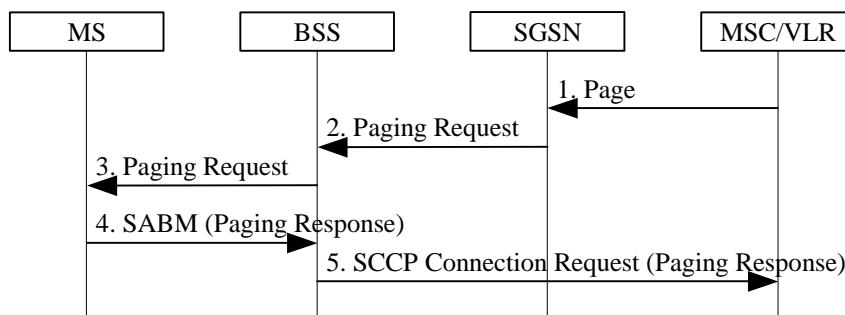 MS
BSS
SGSN
MSC/VLR
1. Page
2. Paging Request
3. Paging Request
4. SABM (Paging Response)
5. SCCP Connection Request (Paging Response)